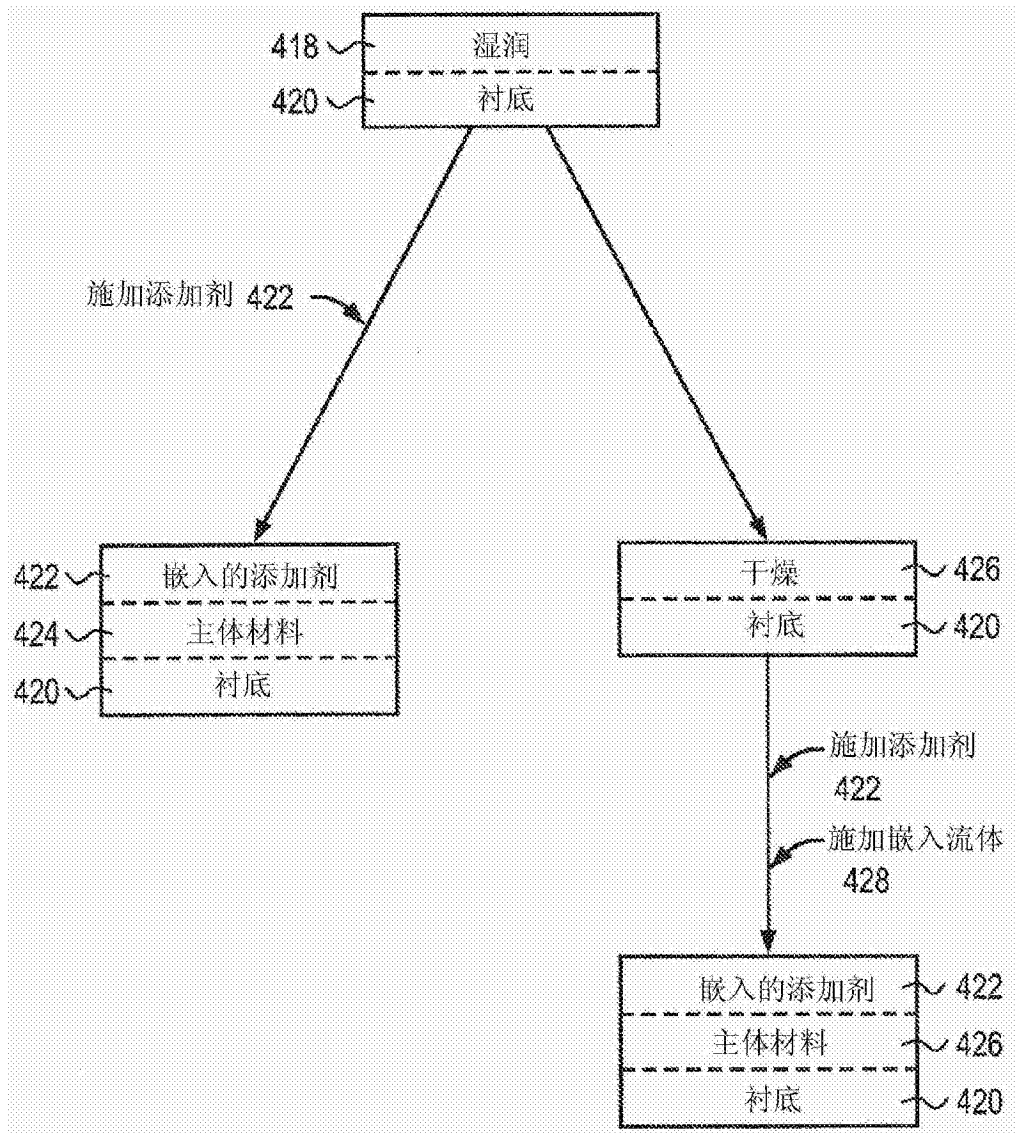 418 湿润
420 衬底
施加添加剂 422
422 嵌入的添加剂
424 主体材料
420 衬底
干燥 426
衬底 420
施加添加剂
422
施加嵌入流体
428
嵌入的添加剂 422
主体材料 426
衬底 420